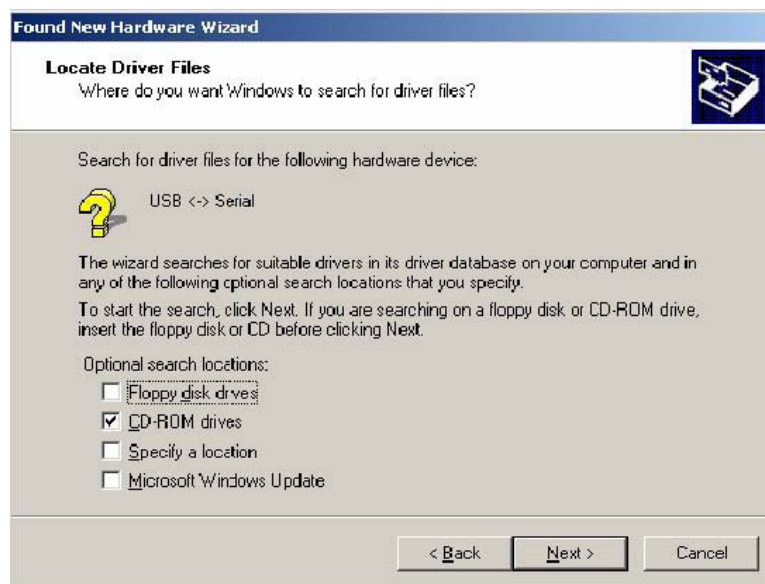 Found New Hardware Wizard
Locate Driver Files
Where do you want Windows to search for driver files?
Search for driver files for the following hardware device:
USB <-> Serial
The wizard searches for suitable drivers in its driver database on your computer and in
any of the following optional search locations that you specify.
To start the search, click Next. If you are searching on a floppy disk or CD-ROM drive,
insert the floppy disk or CD before clicking Next.
Optional search locations:
Floppy disk drives
CD-ROM drives
Specify a location
Microsoft Windows Update
< Back
Next >
Cancel